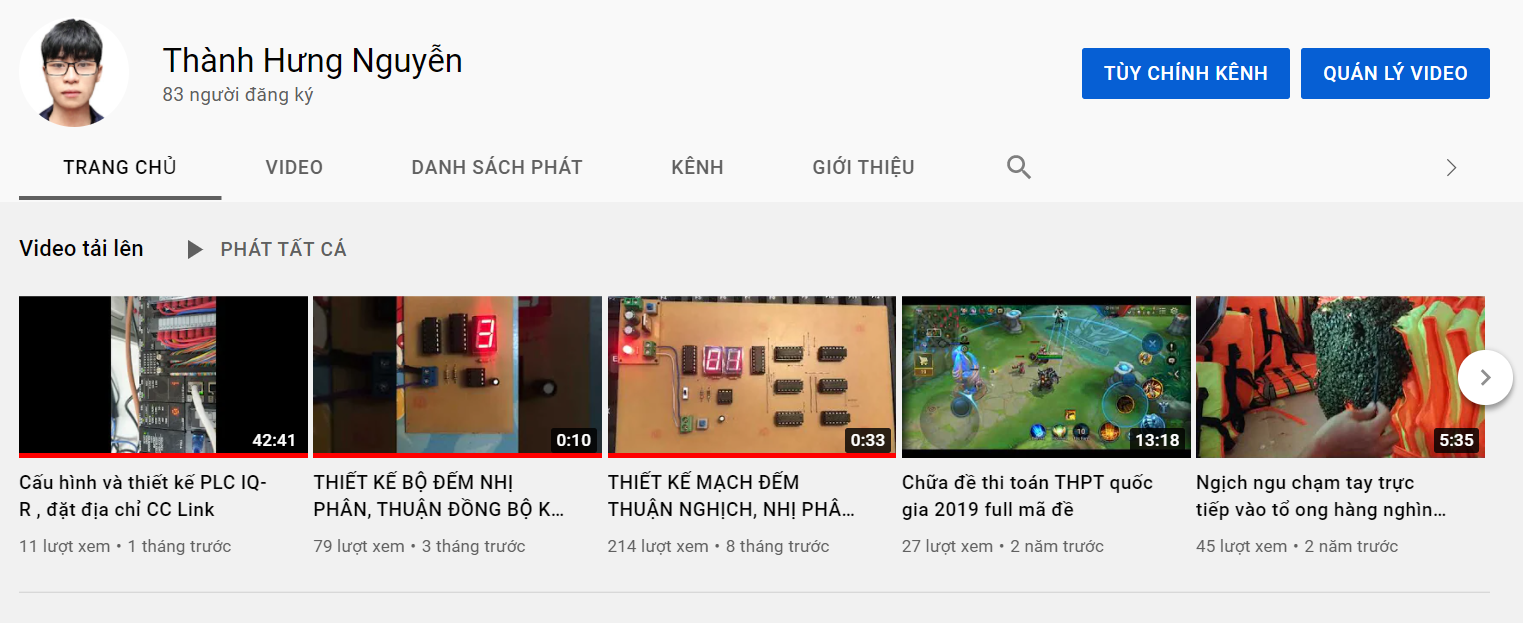 Thành Hưng Nguyễn
83 người đăng ký
TÙY CHỈNH KÊNH
QUẢN LÝ VIDEO
TRANG CHỦ
VIDEO
DANH SÁCH PHÁT
KÊNH
GIỚI THIỆU
Video tải lên
PHÁT TẤT CẢ
42:41
0:10
0:33
13:18
5:35
Cấu hình và thiết kế PLC IQ-
R , đặt địa chỉ CC Link
11 lượt xem • 1 tháng trước
THIẾT KẾ BỘ ĐẾM NHỊ
PHÂN, THUẬN ĐỒNG BỘ K...
79 lượt xem • 3 tháng trước
THIẾT KẾ MẠCH ĐẾM
THUẬN NGHỊCH, NHỊ PHÂ...
214 lượt xem • 8 tháng trước
Chữa đề thi toán THPT quốc
gia 2019 full mã đề
27 lượt xem • 2 năm trước
Nghịch ngu chạm tay trực
tiếp vào tổ ong hàng nghìn...
45 lượt xem • 2 năm trước